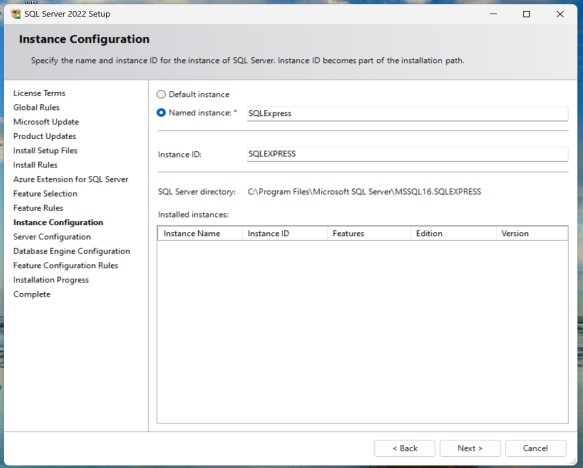 SQL Server 2022 Setup
Instance Configuration
Specify the name and instance ID for the instance of SQL Server. Instance ID becomes part of the installation path.
License Terms
Global Rules
Microsoft Update
Product Updates
Install Setup Files
Install Rules
Azure Extension for SQL Server
Feature Selection
Feature Rules
Instance Configuration
Server Configuration
Database Engine Configuration
Feature Configuration Rules
Installation Progress
Complete
Default instance
Named instance: * SQLExpress
Instance ID: SQLEXPRESS
SQL Server directory: C:\Program Files\Microsoft SQL Server\MSSQL16.SQLEXPRESS
Installed instances:
Instance Name Instance ID Features Edition Version
< Back Next > Cancel